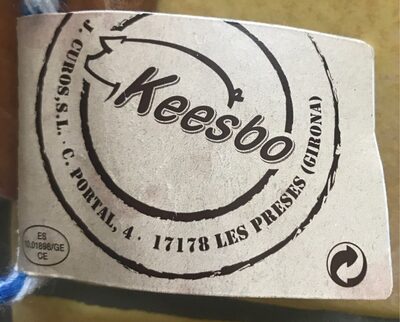 Keesbo
J. CUROS.S.L. · C. PORTAL, 4 · 17178 LES PRESES (GIRONA)
ES
10.01898/GE
CE